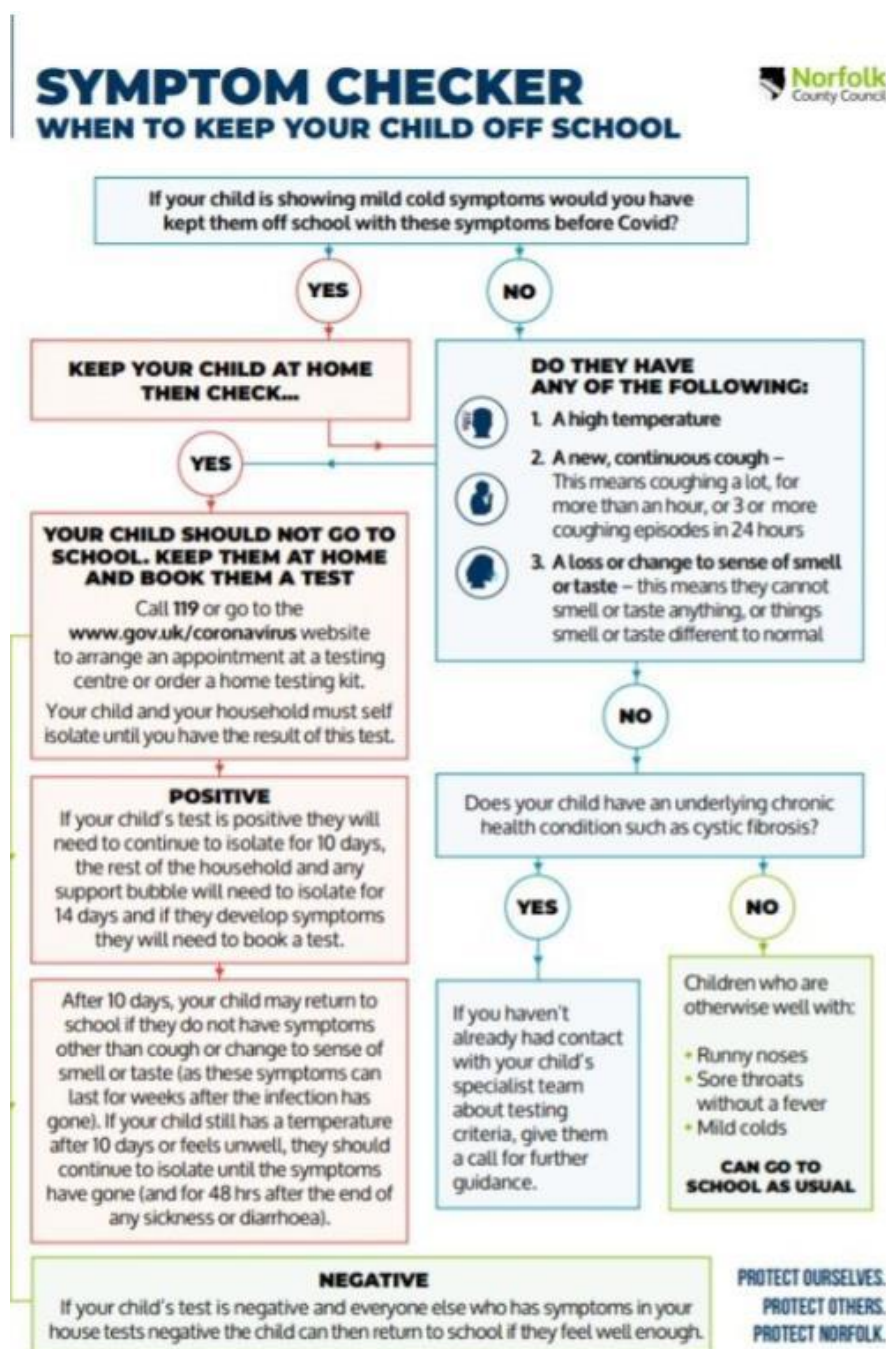 SYMPTOM CHECKER
WHEN TO KEEP YOUR CHILD OFF SCHOOL
Norfolk
County Council
If your child is showing mild cold symptoms would you have
kept them off school with these symptoms before Covid?
YES
NO
KEEP YOUR CHILD AT HOME
THEN CHECK...
DO THEY HAVE
ANY OF THE FOLLOWING:
1. A high temperature
2. A new, continuous cough –
This means coughing a lot, for
more than an hour, or 3 or more
coughing episodes in 24 hours
3. A loss or change to sense of smell
or taste – this means they cannot
smell or taste anything, or things
smell or taste different to normal
YES
YOUR CHILD SHOULD NOT GO TO
SCHOOL. KEEP THEM AT HOME
AND BOOK THEM A TEST
Call 119 or go to the
www.gov.uk/coronavirus website
to arrange an appointment at a testing
centre or order a home testing kit.
Your child and your household must self
isolate until you have the result of this test.
POSITIVE
If your child's test is positive they will
need to continue to isolate for 10 days,
the rest of the household and any
support bubble will need to isolate for
14 days and if they develop symptoms
they will need to book a test.
After 10 days, your child may return to
school if they do not have symptoms
other than cough or change to sense of
smell or taste (as these symptoms can
last for weeks after the infection has
gone). If your child still has a temperature
after 10 days or feels unwell, they should
continue to isolate until the symptoms
have gone (and for 48 hrs after the end of
any sickness or diarrhoea).
NO
Does your child have an underlying chronic
health condition such as cystic fibrosis?
YES
NO
If you haven't
already had contact
with your child's
specialist team
about testing
criteria, give them
a call for further
guidance.
Children who are
otherwise well with:
• Runny noses
• Sore throats
without a fever
• Mild colds
CAN GO TO
SCHOOL AS USUAL
NEGATIVE
If your child's test is negative and everyone else who has symptoms in your
house tests negative the child can then return to school if they feel well enough.
PROTECT OURSELVES.
PROTECT OTHERS.
PROTECT NORFOLK.